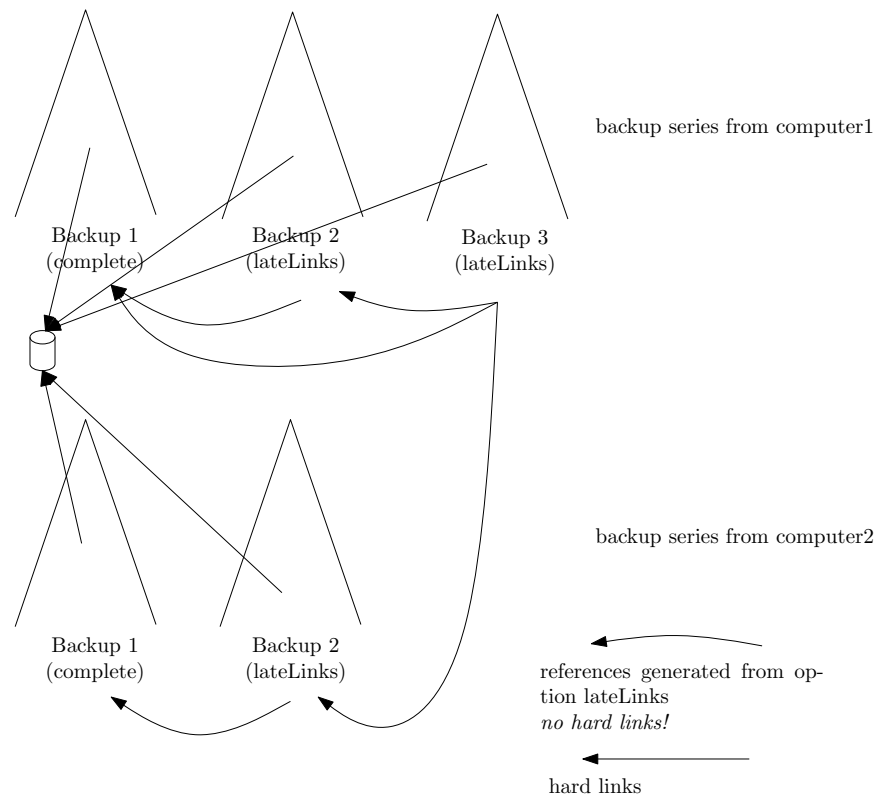 backup series from computer1
Backup 1
(complete)
Backup 2
(lateLinks)
Backup 3
(lateLinks)
backup series from computer2
Backup 1
(complete)
Backup 2
(lateLinks)
references generated from op-
tion lateLinks
no hard links!
hard links